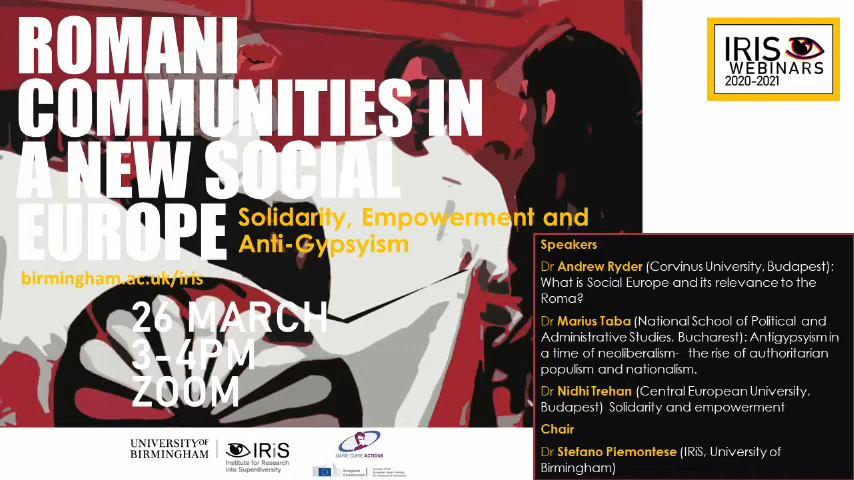 ROMANI
COMMUNITIES IN
A NEW SOCIAL
EUROPE
Solidarity, Empowerment and
Anti-Gypsyism
birmingham.ac.uk/iris
26 MARCH
3-4PM
ZOOM
IRIS
WEBINARS
2020-2021
Speakers
Dr Andrew Ryder (Corvinus University, Budapest):
What is Social Europe and its relevance to the
Roma?
Dr Marius Taba (National School of Political and
Administrative Studies, Bucharest): Antigypsyism in
a time of neoliberalism- the rise of authoritarian
populism and nationalism.
Dr Nidhi Trehan (Central European University,
Budapest) Solidarity and empowerment
Chair
Dr Stefano Piemontese (IRiS, University of
Birmingham)
UNIVERSITY OF
BIRMINGHAM
IRiS
Institute for Research
into Superdiversity
MARIE CURIE ACTIONS
European
Commission